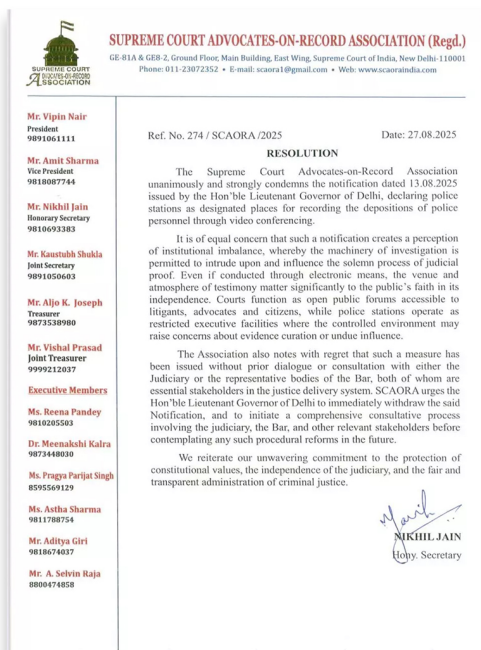 SUPREME COURT ADVOCATES-ON-RECORD ASSOCIATION (Regd.)
GE-81A & GE8-2, Ground Floor, Main Building, East Wing, Supreme Court of India, New Delhi-110001
Phone: 011-23072352 • E-mail: scaora1@gmail.com • Web: www.scaoraindia.com
SUPREME COURT
ADVOCATES-ON-RECORD
ASSOCIATION
Mr. Vipin Nair
President
9891061111
Mr. Amit Sharma
Vice President
9818087744
Mr. Nikhil Jain
Honorary Secretary
9810693383
Mr. Kaustubh Shukla
Joint Secretary
9891050603
Mr. Aljo K. Joseph
Treasurer
9873538980
Mr. Vishal Prasad
Joint Treasurer
9999212037
Executive Members
Ms. Reena Pandey
9810205503
Dr. Meenakshi Kalra
9873448030
Ms. Pragya Parijat Singh
8595569129
Ms. Astha Sharma
9811788754
Mr. Aditya Giri
9818674037
Mr. A. Selvin Raja
8800474858
Ref. No. 274 / SCAORA /2025 Date: 27.08.2025
RESOLUTION
The Supreme Court Advocates-on-Record Association
unanimously and strongly condemns the notification dated 13.08.2025
issued by the Hon'ble Lieutenant Governor of Delhi, declaring police
stations as designated places for recording the depositions of police
personnel through video conferencing.
It is of equal concern that such a notification creates a perception
of institutional imbalance, whereby the machinery of investigation is
permitted to intrude upon and influence the solemn process of judicial
proof. Even if conducted through electronic means, the venue and
atmosphere of testimony matter significantly to the public's faith in its
independence. Courts function as open public forums accessible to
litigants, advocates and citizens, while police stations operate as
restricted executive facilities where the controlled environment may
raise concerns about evidence curation or undue influence.
The Association also notes with regret that such a measure has
been issued without prior dialogue or consultation with either the
Judiciary or the representative bodies of the Bar, both of whom are
essential stakeholders in the justice delivery system. SCAORA urges the
Hon'ble Lieutenant Governor of Delhi to immediately withdraw the said
Notification, and to initiate a comprehensive consultative process
involving the judiciary, the Bar, and other relevant stakeholders before
contemplating any such procedural reforms in the future.
We reiterate our unwavering commitment to the protection of
constitutional values, the independence of the judiciary, and the fair and
transparent administration of criminal justice.
NIKHIL JAIN
Hony. Secretary